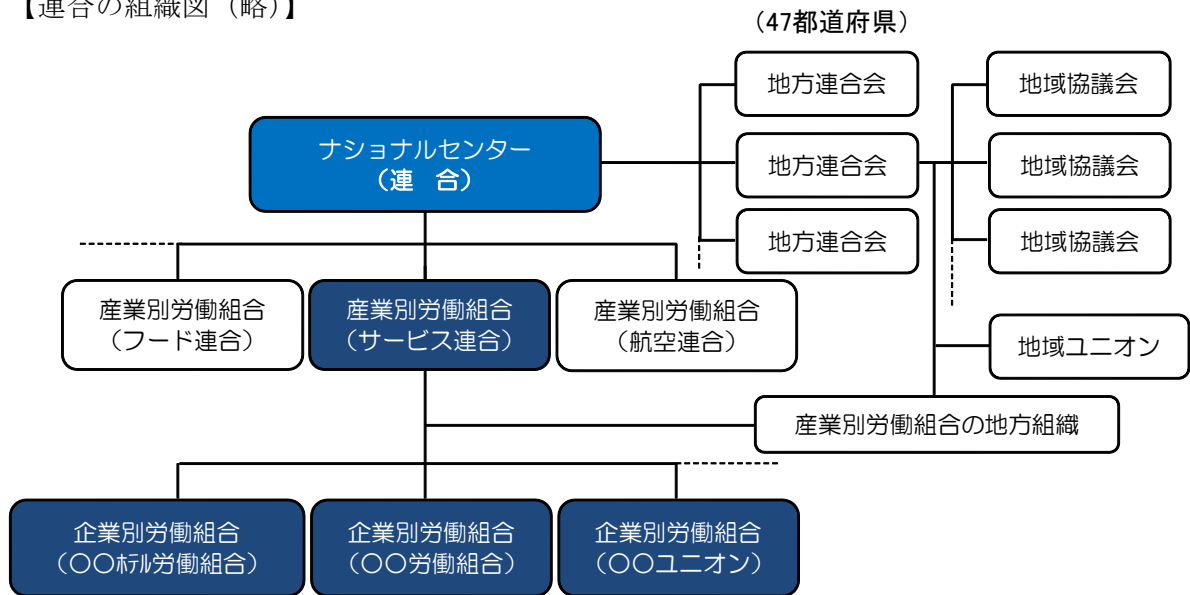 【連合の組織図（略）】
（47都道府県）
地方連合会
地域協議会
ナショナルセンター
（連　合）
地方連合会
地域協議会
地方連合会
地域協議会
産業別労働組合
（フード連合）
産業別労働組合
（サービス連合）
産業別労働組合
（航空連合）
地域ユニオン
産業別労働組合の地方組織
企業別労働組合
（〇〇ﾎﾃﾙ労働組合）
企業別労働組合
（〇〇労働組合）
企業別労働組合
（〇〇ユニオン）